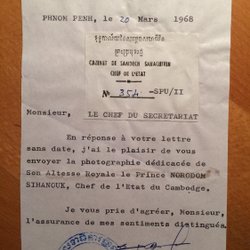 PHNOM PENH, le 20 Mars 1968
CABINET DE SAMDECH SAHACHIVIN
CHEF DE L'ETAT
N° 354 -SPU/II
LE CHEF DU SECRETARIAT
Monsieur,
En réponse à votre lettre
sans date, j'ai le plaisir de vous
envoyer la photographie dédicacée de
Son Altesse Royale le Prince NORODOM
SIHANOUK, Chef de l'Etat du Cambodge.
Je vous prie d'agréer, Monsieur,
l'assurance de mes sentiments distingués.